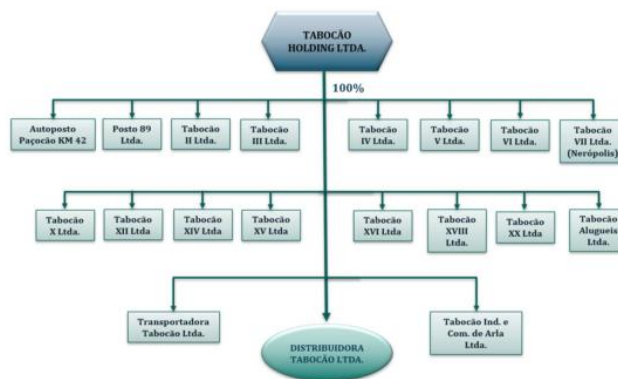 TABOCÃO
HOLDING LTDA.
100%
Autoposto
Paçocão KM 42
Posto 89
Ltda.
Tabocão
II Ltda.
Tabocão
III Ltda.
Tabocão
IV Ltda.
Tabocão
V Ltda.
Tabocão
VI Ltda.
Tabocão
VII Ltda.
(Nerópolis)
Tabocão
X Ltda.
Tabocão
XII Ltda
Tabocão
XIV Ltda
Tabocão
XV Ltda
Tabocão
XVI Ltda
Tabocão
XVIII
Ltda.
Tabocão
XX Ltda
Tabocão
Alugueis
Ltda.
Transportadora
Tabocão Ltda.
DISTRIBUIDORA
TABOCÃO LTDA.
Tabocão Ind. e
Com. de Arla
Ltda.